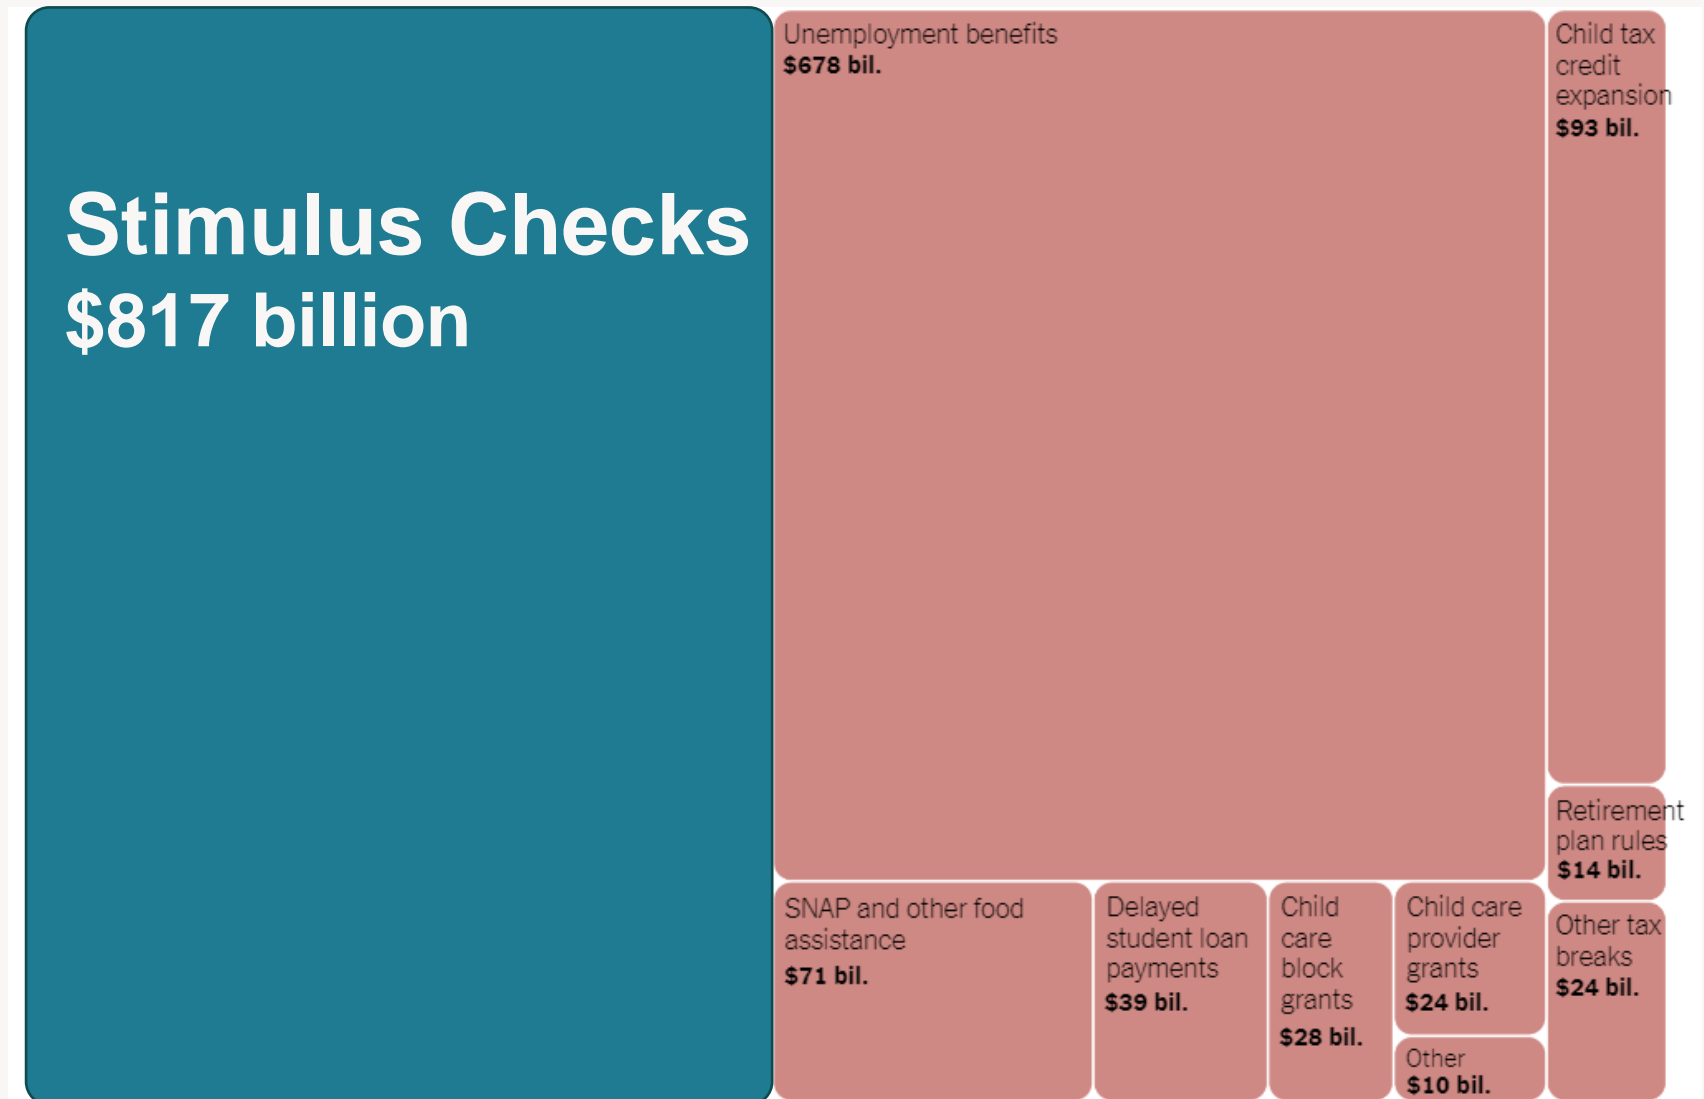 Stimulus Checks
$817 billion
Unemployment benefits
$678 bil.
Child tax
credit
expansion
$93 bil.
Retirement
plan rules
$14 bil.
SNAP and other food
assistance
$71 bil.
Delayed
student loan
payments
$39 bil.
Child
care
block
grants
$28 bil.
Child care
provider
grants
$24 bil.
Other
$10 bil.
Other tax
breaks
$24 bil.